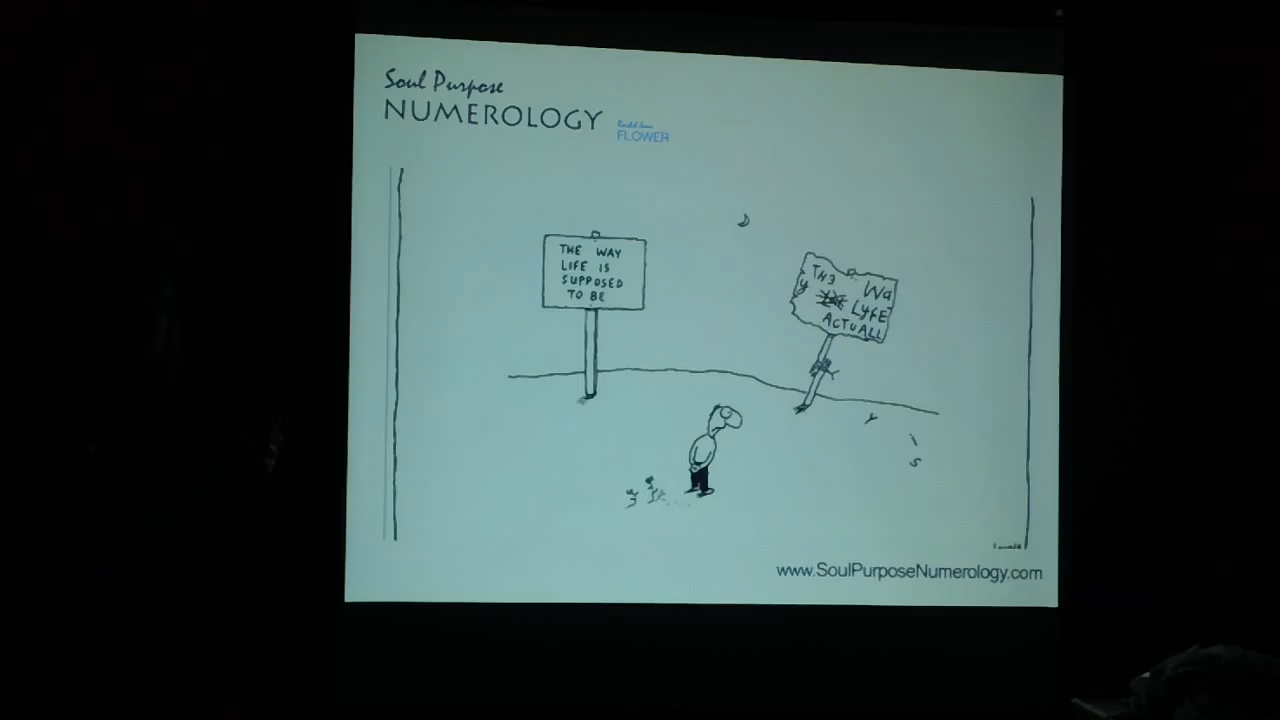 Soul Purpose
NUMEROLOGY
FLOWER
THE WAY
LIFE IS
SUPPOSED
TO BE
TH3 Wa
y LyFE
ACTUALL
Y
I
S
www.SoulPurposeNumerology.com